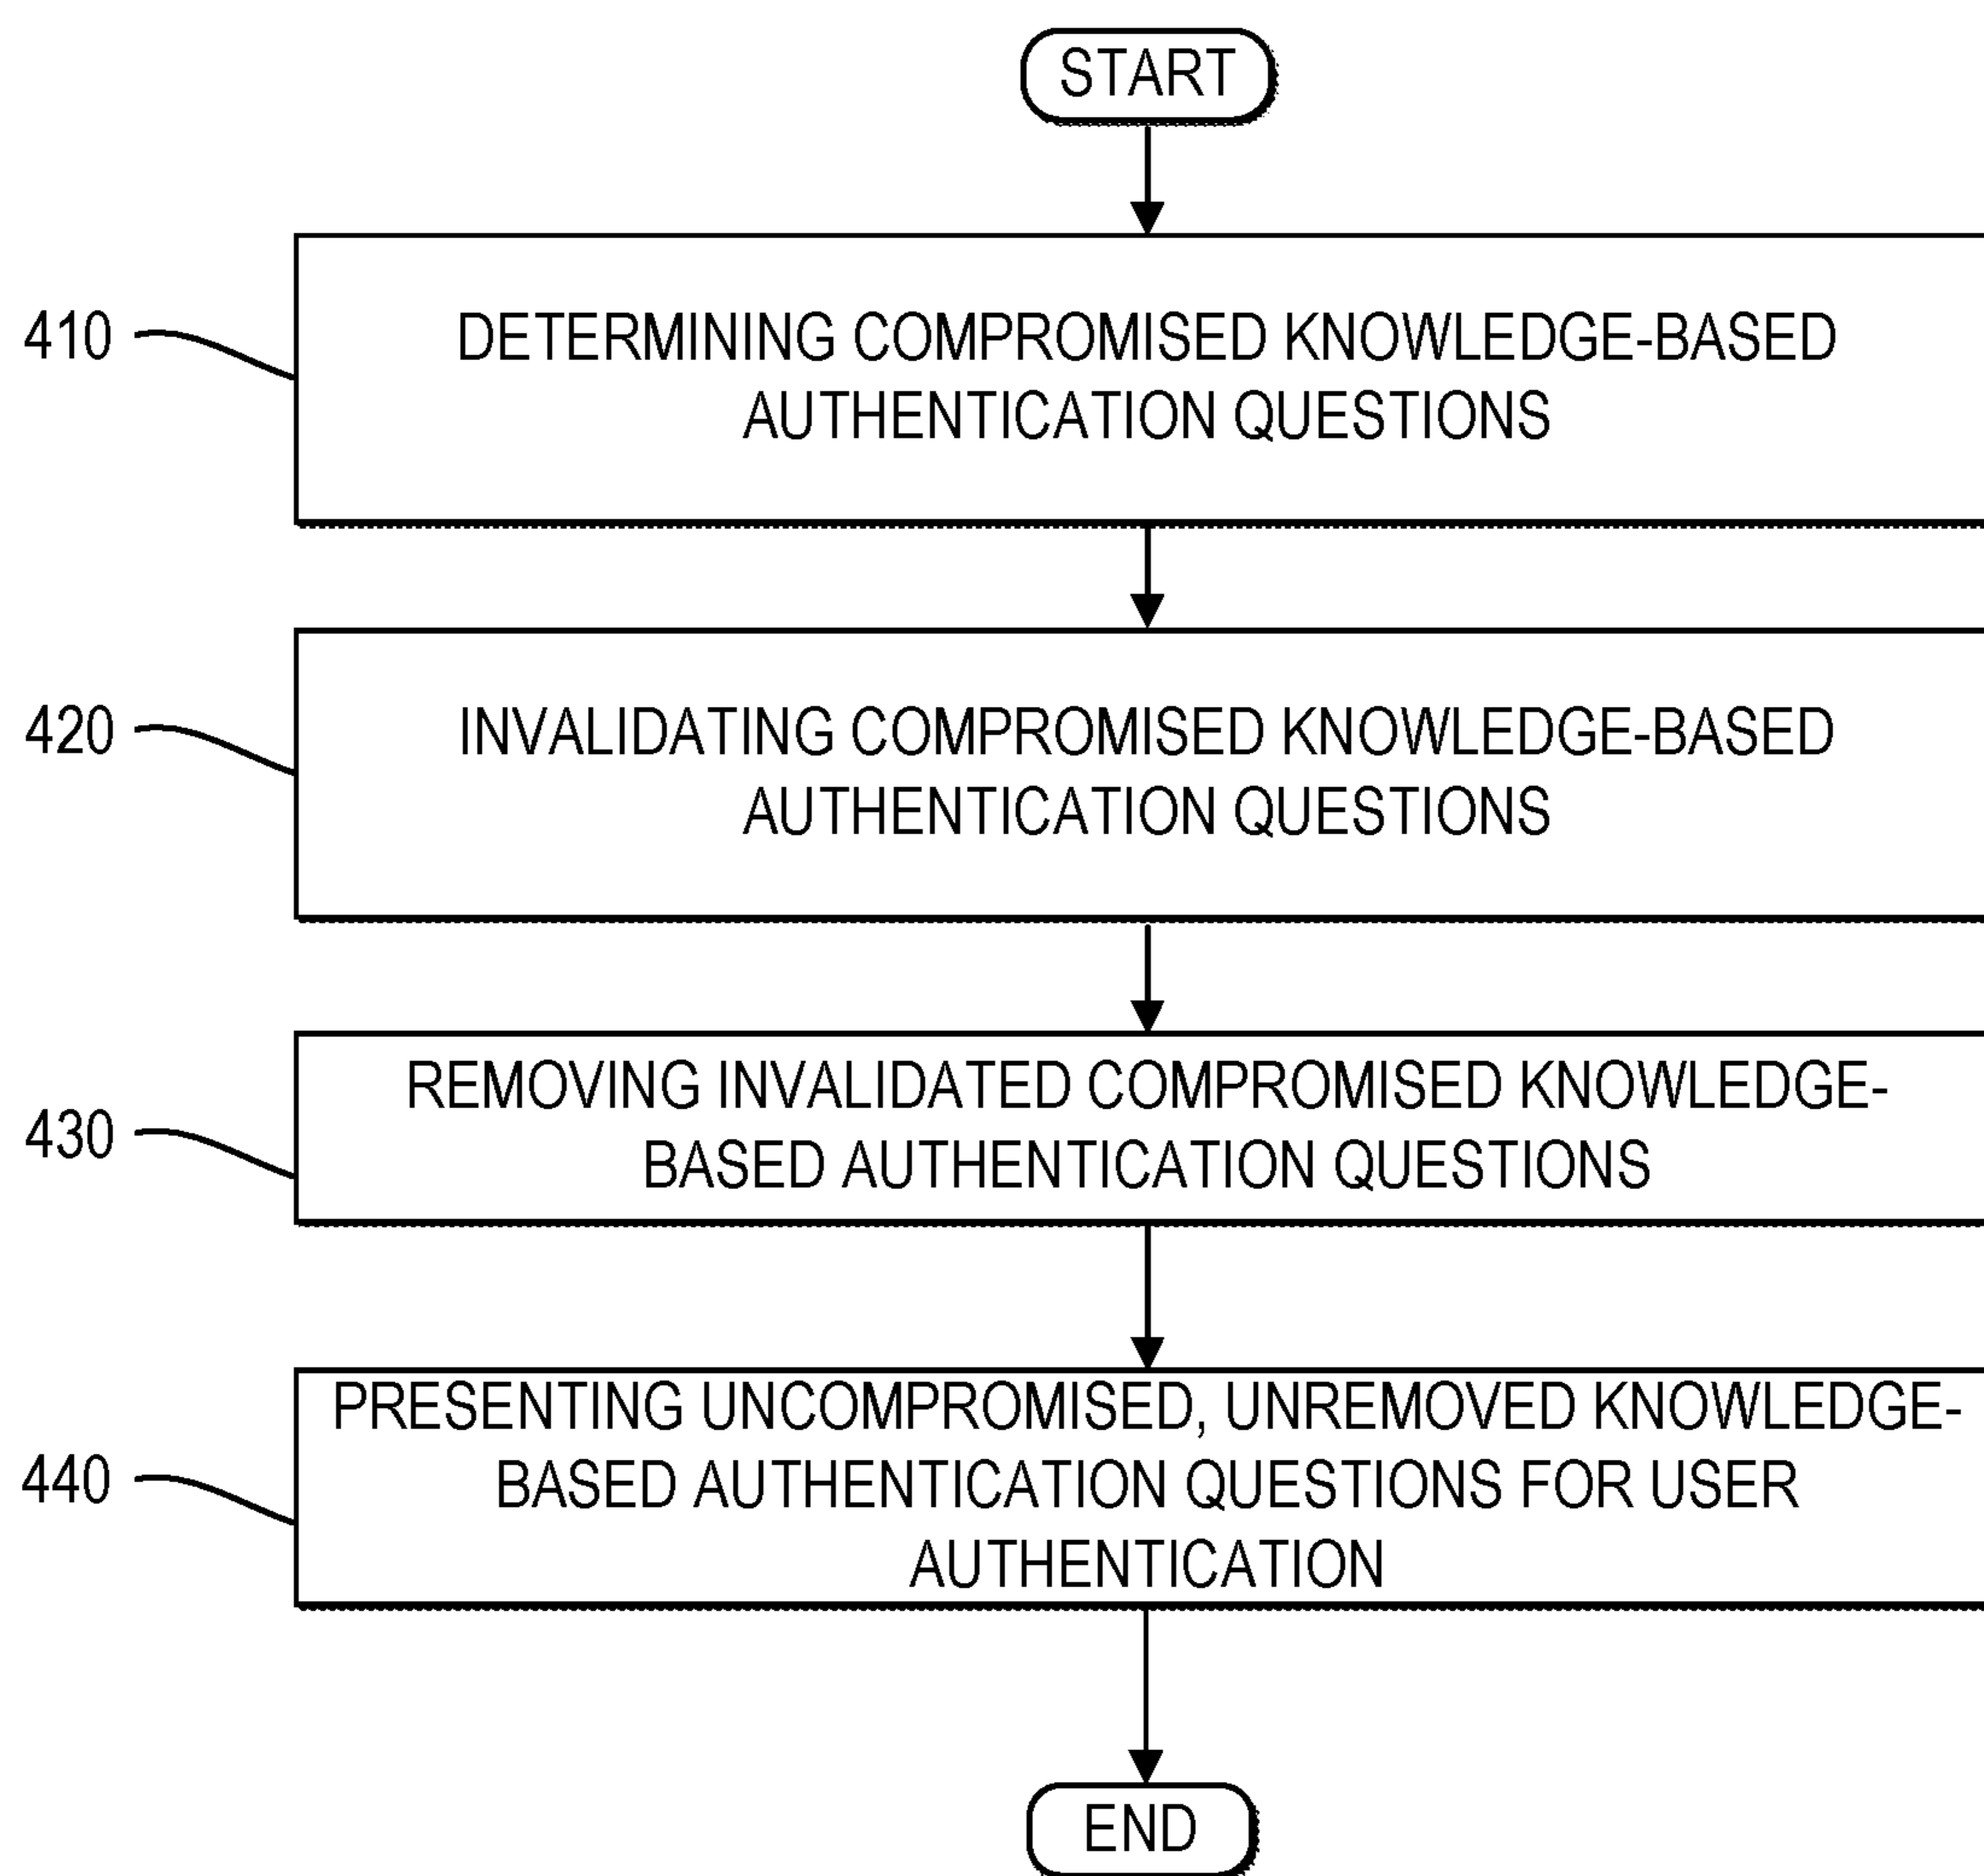 START
410
DETERMINING COMPROMISED KNOWLEDGE-BASED
AUTHENTICATION QUESTIONS
420
INVALIDATING COMPROMISED KNOWLEDGE-BASED
AUTHENTICATION QUESTIONS
430
REMOVING INVALIDATED COMPROMISED KNOWLEDGE-
BASED AUTHENTICATION QUESTIONS
440
PRESENTING UNCOMPROMISED, UNREMOVED KNOWLEDGE-
BASED AUTHENTICATION QUESTIONS FOR USER
AUTHENTICATION
END